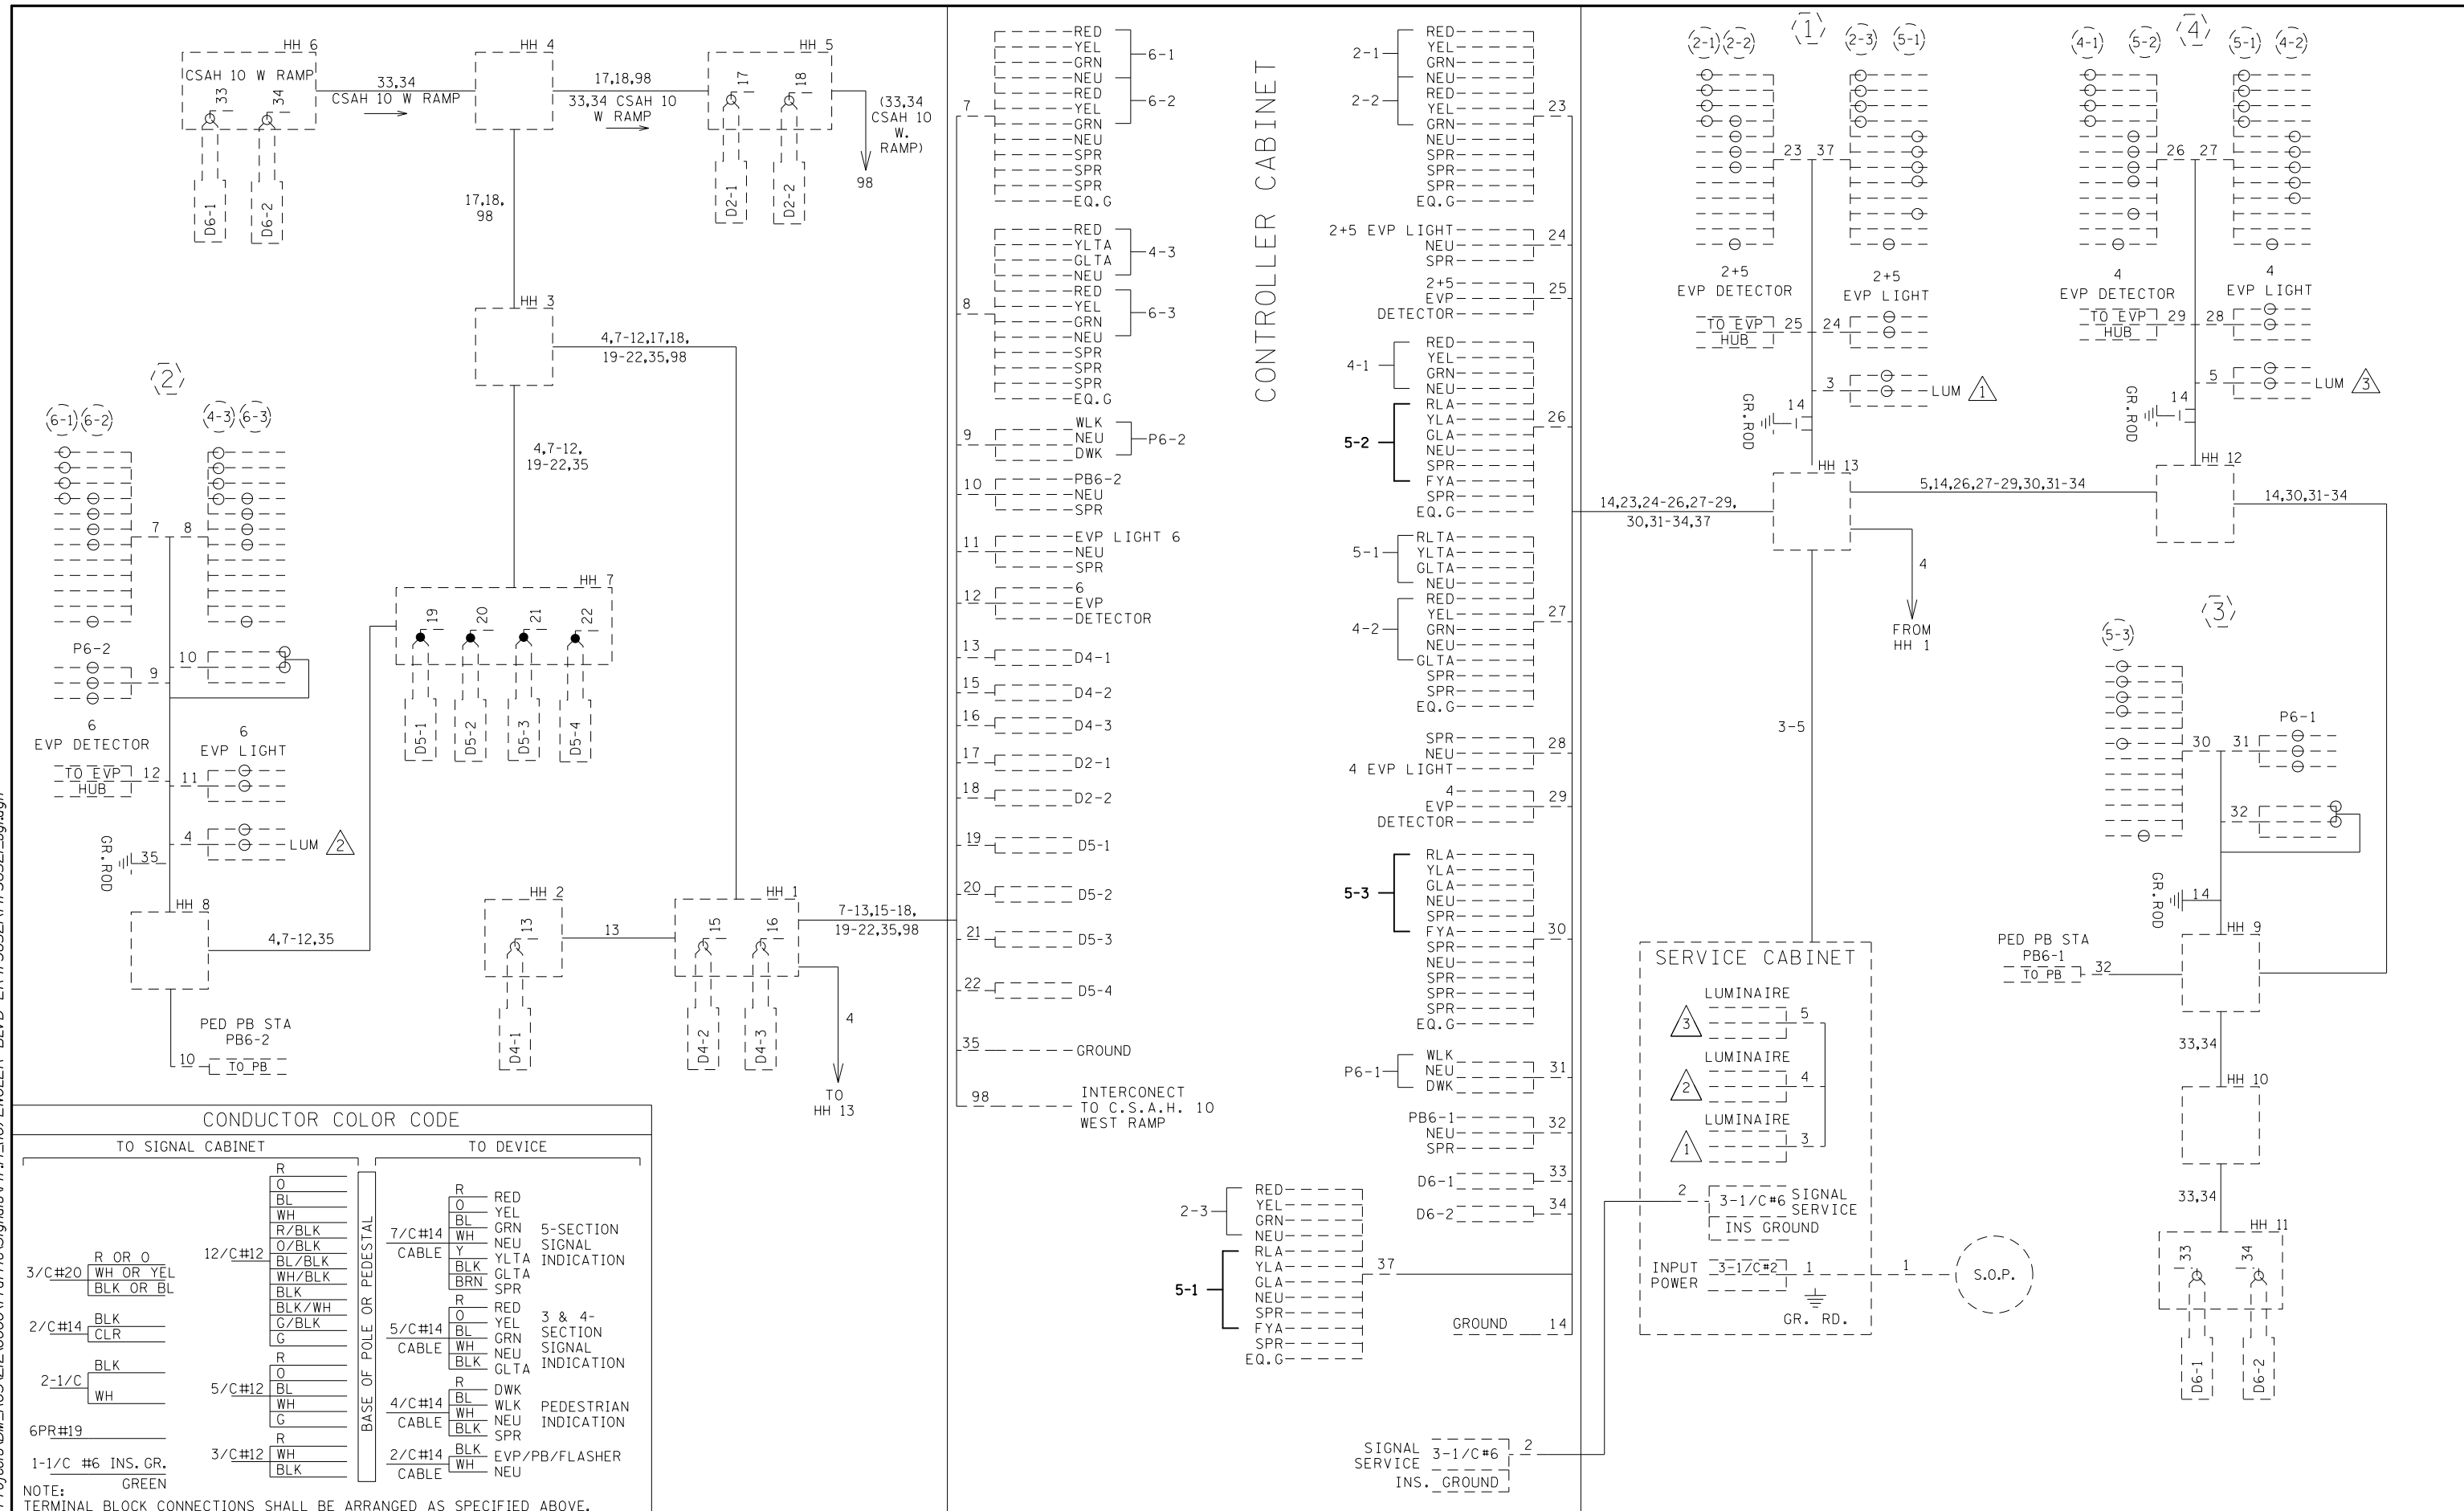 HH 6
CSAH 10 W RAMP
33
34
D6-1
D6-2
33,34
CSAH 10 W RAMP
HH 4
17,18,98
33,34 CSAH 10
W RAMP
HH 5
17
18
D2-1
D2-2
(33,34
CSAH 10
W.
RAMP)
98
17,18,
98
HH 3
4,7-12,17,18,
19-22,35,98
4,7-12,
19-22,35
2
6-1
6-2
4-3
6-3
7
8
P6-2
9
10
6
EVP DETECTOR
TO EVP
HUB
12
6
EVP LIGHT
11
4
LUM
2
GR.ROD
35
HH 8
4,7-12,35
PED PB STA
PB6-2
10
TO PB
HH 7
19
20
21
22
D5-1
D5-2
D5-3
D5-4
HH 2
13
D4-1
13
HH 1
15
16
D4-2
D4-3
7-13,15-18,
19-22,35,98
4
TO
HH 13
CONDUCTOR COLOR CODE
TO SIGNAL CABINET
TO DEVICE
3/C#20
R OR O
WH OR YEL
BLK OR BL
2/C#14
BLK
CLR
2-1/C
BLK
WH
6PR#19
1-1/C #6 INS.GR.
GREEN
12/C#12
R
O
BL
WH
R/BLK
O/BLK
BL/BLK
WH/BLK
BLK
BLK/WH
G/BLK
G
5/C#12
R
O
BL
WH
G
3/C#12
R
WH
BLK
BASE OF POLE OR PEDESTAL
7/C#14
CABLE
R RED
O YEL
BL GRN
WH NEU
Y YLTA
BLK GLTA
BRN SPR
5-SECTION
SIGNAL
INDICATION
5/C#14
CABLE
R RED
O YEL
BL GRN
WH NEU
BLK GLTA
3 & 4-
SECTION
SIGNAL
INDICATION
4/C#14
CABLE
R DWK
BL WLK
WH NEU
BLK SPR
PEDESTRIAN
INDICATION
2/C#14
CABLE
BLK EVP/PB/FLASHER
WH NEU
NOTE:
TERMINAL BLOCK CONNECTIONS SHALL BE ARRANGED AS SPECIFIED ABOVE.
CONTROLLER CABINET
7
RED
YEL
GRN
NEU
6-1
RED
YEL
GRN
6-2
NEU
SPR
SPR
SPR
EQ.G
8
RED
YLTA
GLTA
NEU
4-3
RED
YEL
GRN
NEU
6-3
SPR
SPR
SPR
EQ.G
9
WLK
NEU
DWK
P6-2
10
PB6-2
NEU
SPR
11
EVP LIGHT 6
NEU
SPR
12
6
EVP
DETECTOR
13
D4-1
15
D4-2
16
D4-3
17
D2-1
18
D2-2
19
D5-1
20
D5-2
21
D5-3
22
D5-4
35
GROUND
98
INTERCONECT
TO C.S.A.H. 10
WEST RAMP
2-1
RED
YEL
GRN
NEU
2-2
RED
YEL
GRN
NEU
SPR
SPR
SPR
EQ.G
23
2+5 EVP LIGHT
NEU
SPR
24
2+5
EVP
DETECTOR
25
4-1
RED
YEL
GRN
NEU
5-2
RLA
YLA
GLA
NEU
SPR
FYA
SPR
EQ.G
26
5-1
RLTA
YLTA
GLTA
NEU
4-2
RED
YEL
GRN
NEU
GLTA
SPR
SPR
EQ.G
27
SPR
NEU
4 EVP LIGHT
28
4
EVP
DETECTOR
29
5-3
RLA
YLA
GLA
NEU
SPR
FYA
SPR
NEU
SPR
SPR
SPR
EQ.G
30
P6-1
WLK
NEU
DWK
31
PB6-1
NEU
SPR
32
D6-1
33
D6-2
34
2-3
RED
YEL
GRN
NEU
5-1
RLA
YLA
GLA
NEU
SPR
FYA
SPR
EQ.G
37
GROUND
14
SIGNAL
SERVICE
3-1/C#6
INS. GROUND
2
1
2-1
2-2
2-3
5-1
23
37
2+5
EVP DETECTOR
TO EVP
HUB
25
2+5
EVP LIGHT
24
3
LUM
1
GR.ROD
14
HH 13
14,23,24-26,27-29,
30,31-34,37
5,14,26,27-29,30,31-34
4
FROM
HH 1
3-5
4
4-1
5-2
5-1
4-2
26
27
4
EVP DETECTOR
TO EVP
HUB
29
4
EVP LIGHT
28
5
LUM
3
GR.ROD
14
HH 12
14,30,31-34
3
5-3
30
31
P6-1
32
GR.ROD
14
HH 9
PED PB STA
PB6-1
TO PB
32
33,34
HH 10
33,34
HH 11
33
34
D6-1
D6-2
SERVICE CABINET
LUMINAIRE
3
5
LUMINAIRE
2
4
LUMINAIRE
1
3
2
3-1/C#6
SIGNAL
SERVICE
INS GROUND
INPUT
POWER
3-1/C#2
1
1
S.O.P.
GR. RD.